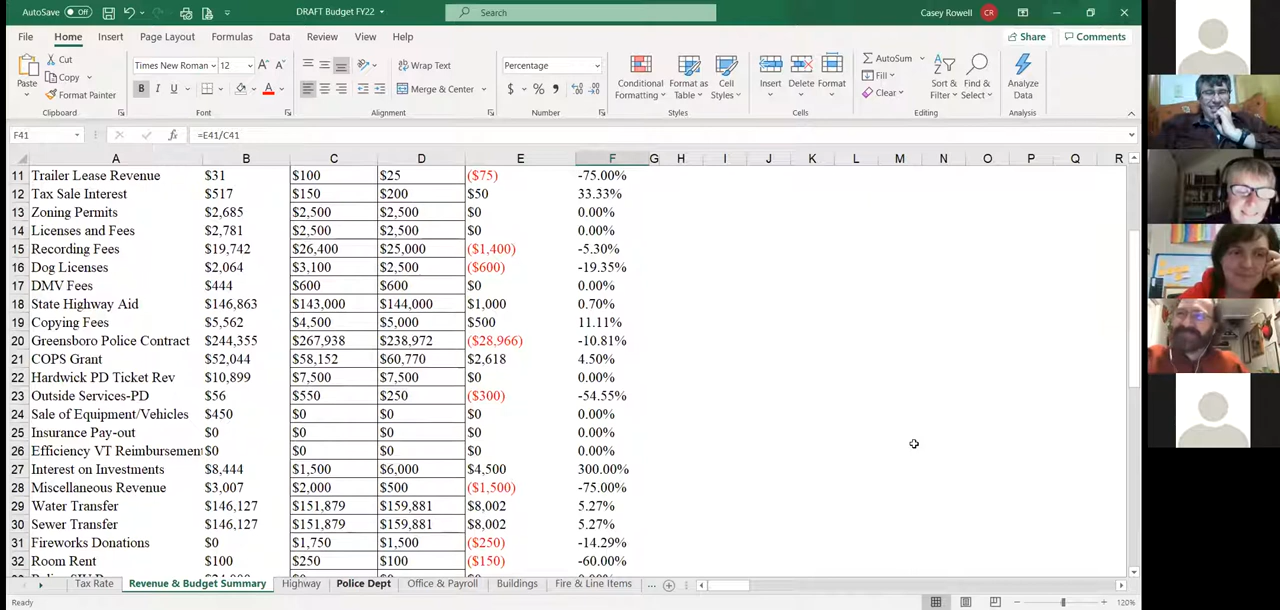 AutoSave Off DRAFT Budget FY22 Search Casey Rowell CR
File Home Insert Page Layout Formulas Data Review View Help Share Comments
Paste Cut Copy Format Painter Clipboard
Times New Roman 12 A A B I U A Font
Wrap Text Merge & Center Alignment
Percentage $ % , Number
Conditional Formatting Format as Table Cell Styles Styles
Insert Delete Format Cells
AutoSum Fill Clear Sort & Filter Find & Select Editing
Analyze Data Analysis
F41 fx =E41/C41
A B C D E F G H I J K L M N O P Q R
11 Trailer Lease Revenue $31 $100 $25 ($75) -75.00%
12 Tax Sale Interest $517 $150 $200 $50 33.33%
13 Zoning Permits $2,685 $2,500 $2,500 $0 0.00%
14 Licenses and Fees $2,781 $2,500 $2,500 $0 0.00%
15 Recording Fees $19,742 $26,400 $25,000 ($1,400) -5.30%
16 Dog Licenses $2,064 $3,100 $2,500 ($600) -19.35%
17 DMV Fees $444 $600 $600 $0 0.00%
18 State Highway Aid $146,863 $143,000 $144,000 $1,000 0.70%
19 Copying Fees $5,562 $4,500 $5,000 $500 11.11%
20 Greensboro Police Contract $244,355 $267,938 $238,972 ($28,966) -10.81%
21 COPS Grant $52,044 $58,152 $60,770 $2,618 4.50%
22 Hardwick PD Ticket Rev $10,899 $7,500 $7,500 $0 0.00%
23 Outside Services-PD $56 $550 $250 ($300) -54.55%
24 Sale of Equipment/Vehicles $450 $0 $0 $0 0.00%
25 Insurance Pay-out $0 $0 $0 $0 0.00%
26 Efficiency VT Reimbursement $0 $0 $0 $0 0.00%
27 Interest on Investments $8,444 $1,500 $6,000 $4,500 300.00%
28 Miscellaneous Revenue $3,007 $2,000 $500 ($1,500) -75.00%
29 Water Transfer $146,127 $151,879 $159,881 $8,002 5.27%
30 Sewer Transfer $146,127 $151,879 $159,881 $8,002 5.27%
31 Fireworks Donations $0 $1,750 $1,500 ($250) -14.29%
32 Room Rent $100 $250 $100 ($150) -60.00%
Tax Rate Revenue & Budget Summary Highway Police Dept Office & Payroll Buildings Fire & Line Items ...
Ready 120%